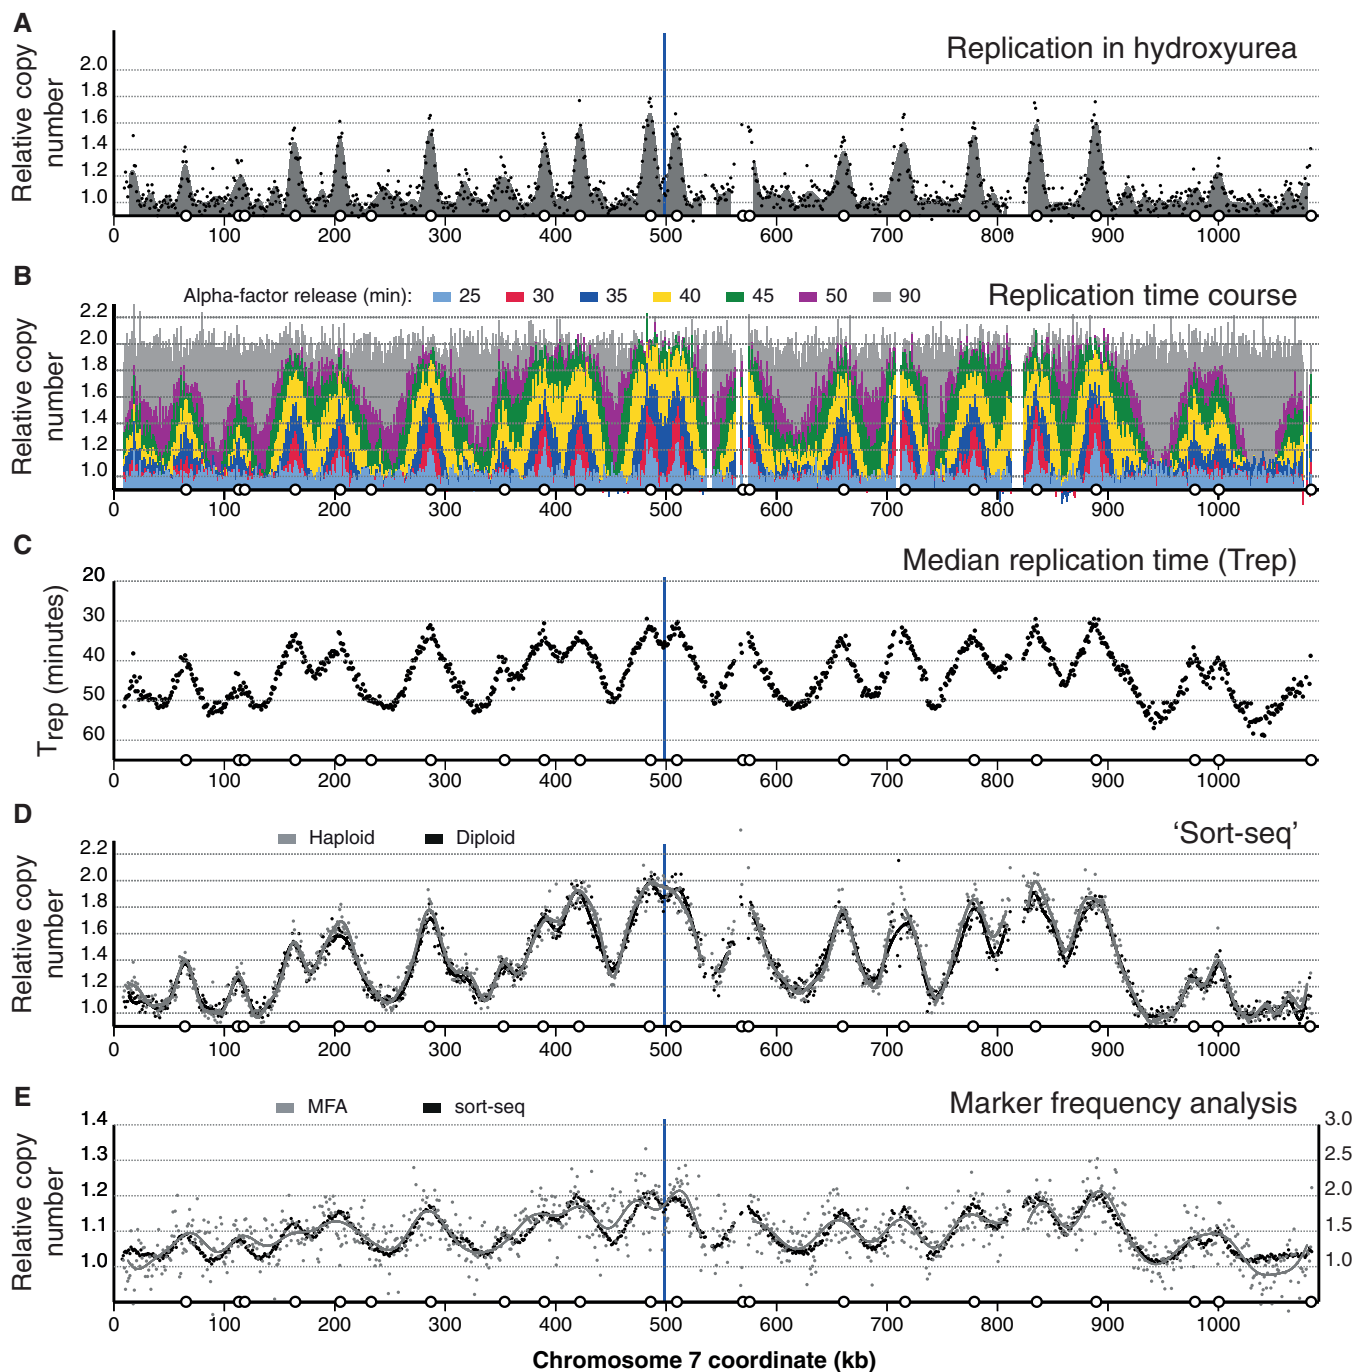 A
Replication in hydroxyurea
Relative copy
number
2.0
1.8
1.6
1.4
1.2
1.0
0 100 200 300 400 500 600 700 800 900 1000
B
Alpha-factor release (min): 25 30 35 40 45 50 90
Replication time course
Relative copy
number
2.2
2.0
1.8
1.6
1.4
1.2
1.0
0 100 200 300 400 500 600 700 800 900 1000
C
Median replication time (Trep)
Trep (minutes)
20
30
40
50
60
0 100 200 300 400 500 600 700 800 900 1000
D
Haploid Diploid
‘Sort-seq’
Relative copy
number
2.2
2.0
1.8
1.6
1.4
1.2
1.0
0 100 200 300 400 500 600 700 800 900 1000
E
MFA sort-seq
Marker frequency analysis
Relative copy
number
1.4 3.0
1.3 2.5
1.2 2.0
1.1 1.5
1.0 1.0
0 100 200 300 400 500 600 700 800 900 1000
Chromosome 7 coordinate (kb)